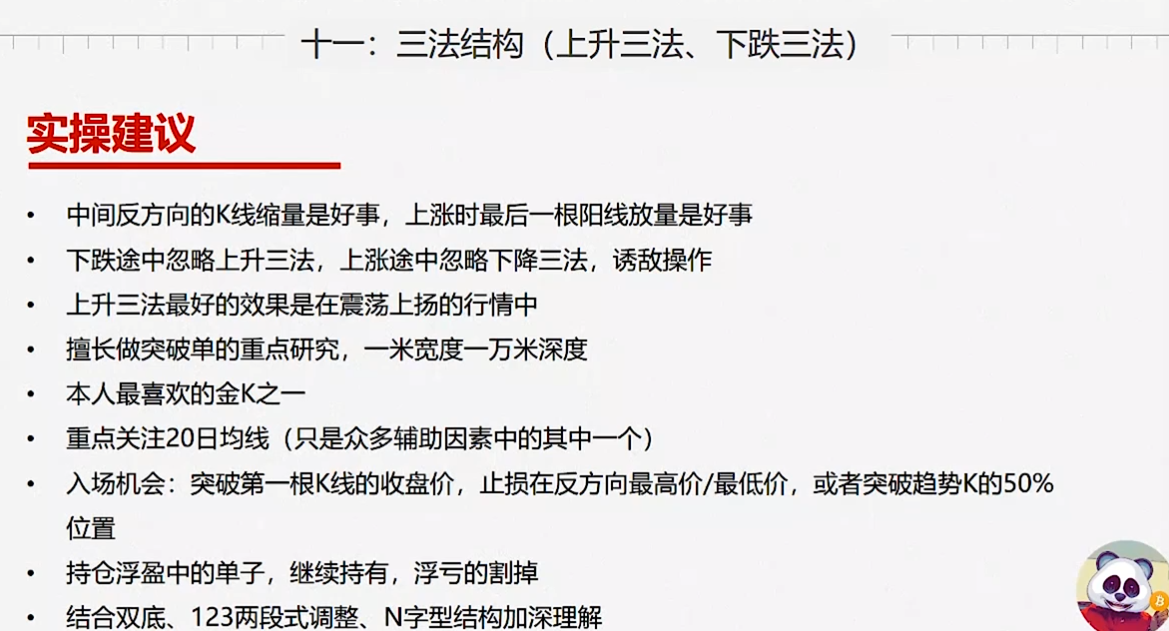 十一：三法结构（上升三法、下跌三法）
实操建议
• 中间反方向的K线缩量是好事，上涨时最后一根阳线放量是好事
• 下跌途中忽略上升三法，上涨途中忽略下降三法，诱敌操作
• 上升三法最好的效果是在震荡上扬的行情中
• 擅长做突破单的重点研究，一米宽度一万米深度
• 本人最喜欢的金K之一
• 重点关注20日均线（只是众多辅助因素中的其中一个）
• 入场机会：突破第一根K线的收盘价，止损在反方向最高价/最低价，或者突破趋势K的50%
位置
• 持仓浮盈中的单子，继续持有，浮亏的割掉
• 结合双底、123两段式调整、N字型结构加深理解